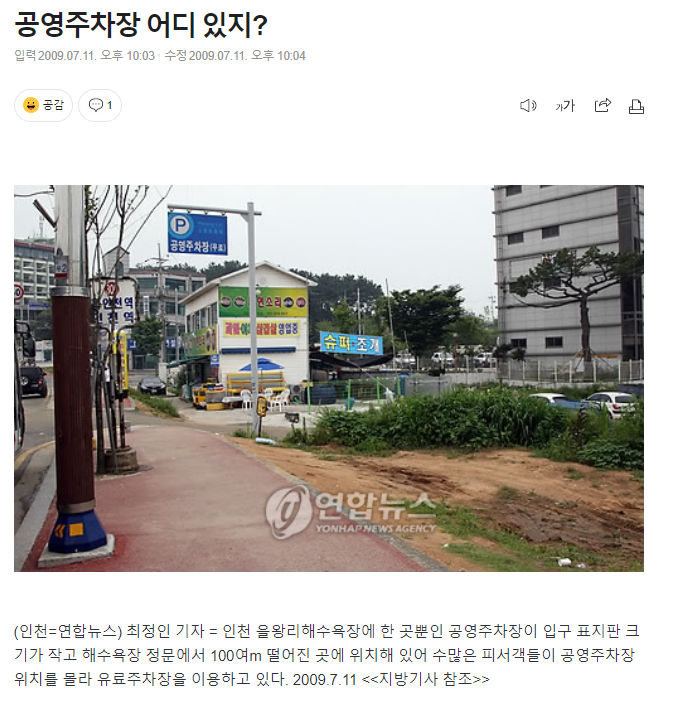 공영주차장 어디 있지?
입력 2009.07.11. 오후 10:03 · 수정 2009.07.11. 오후 10:04
공감 1 가가
P
공영주차장(무료)
30
영업중
슈퍼·조개
연합뉴스
YONHAP NEWS AGENCY
(인천=연합뉴스) 최정인 기자 = 인천 을왕리해수욕장에 한 곳뿐인 공영주차장이 입구 표지판 크
기가 작고 해수욕장 정문에서 100여m 떨어진 곳에 위치해 있어 수많은 피서객들이 공영주차장
위치를 몰라 유료주차장을 이용하고 있다. 2009.7.11 <<지방기사 참조>>